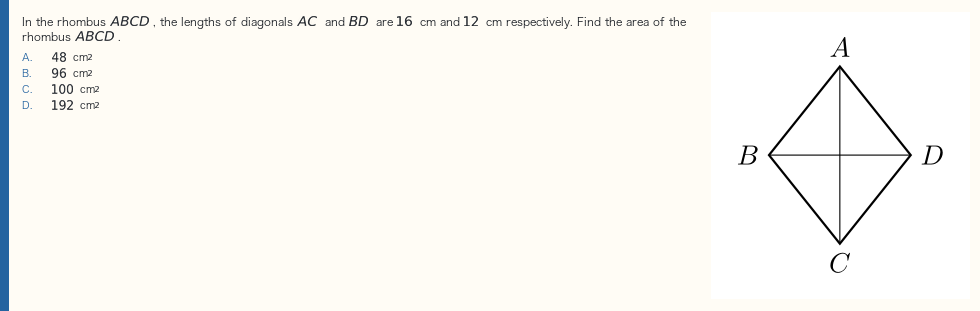 In the rhombus ABCD , the lengths of diagonals AC and BD are 16 cm and 12 cm respectively. Find the area of the
rhombus ABCD .
A. 48 cm2
B. 96 cm2
C. 100 cm2
D. 192 cm2
A
B
D
C